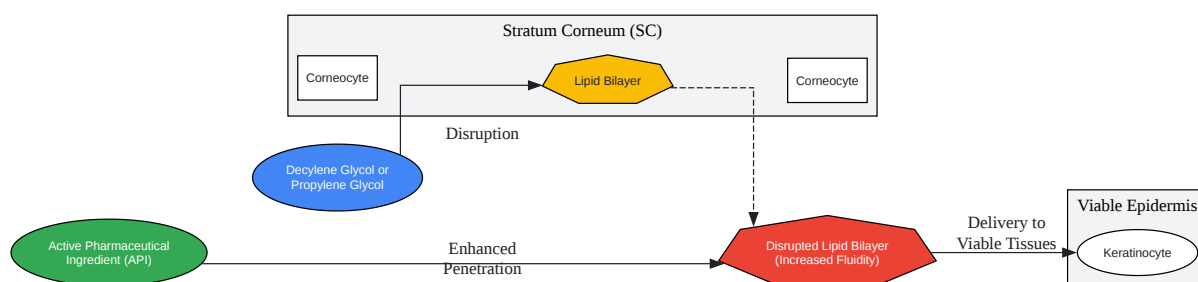 Stratum Corneum (SC)
Corneocyte
Lipid Bilayer
Corneocyte
Disruption
Decylene Glycol or
Propylene Glycol
Active Pharmaceutical
Ingredient (API)
Enhanced
Penetration
Disrupted Lipid Bilayer
(Increased Fluidity)
Delivery to
Viable Tissues
Viable Epidermis
Keratinocyte